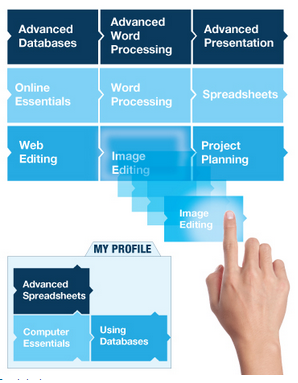 Advanced
Databases
Advanced
Word
Processing
Advanced
Presentation
Online
Essentials
Word
Processing
Spreadsheets
Web
Editing
Image
Editing
Project
Planning
Image
Editing
MY PROFILE
Advanced
Spreadsheets
Computer
Essentials
Using
Databases